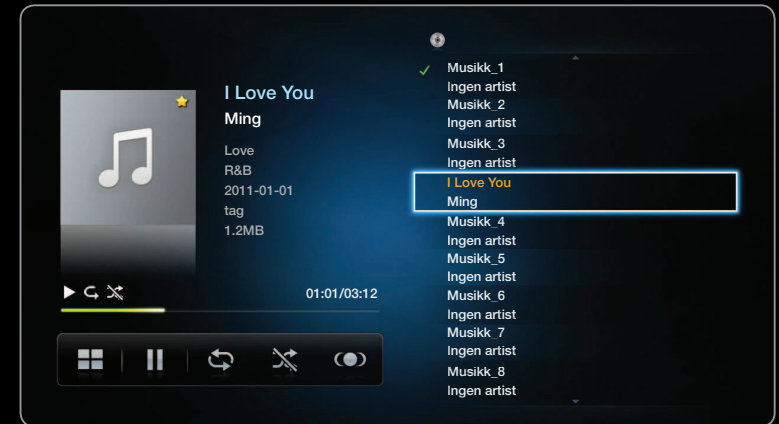 I Love You
Ming
Love
R&B
2011-01-01
tag
1.2MB
01:01/03:12
Musikk_1
Ingen artist
Musikk_2
Ingen artist
Musikk_3
Ingen artist
I Love You
Ming
Musikk_4
Ingen artist
Musikk_5
Ingen artist
Musikk_6
Ingen artist
Musikk_7
Ingen artist
Musikk_8
Ingen artist